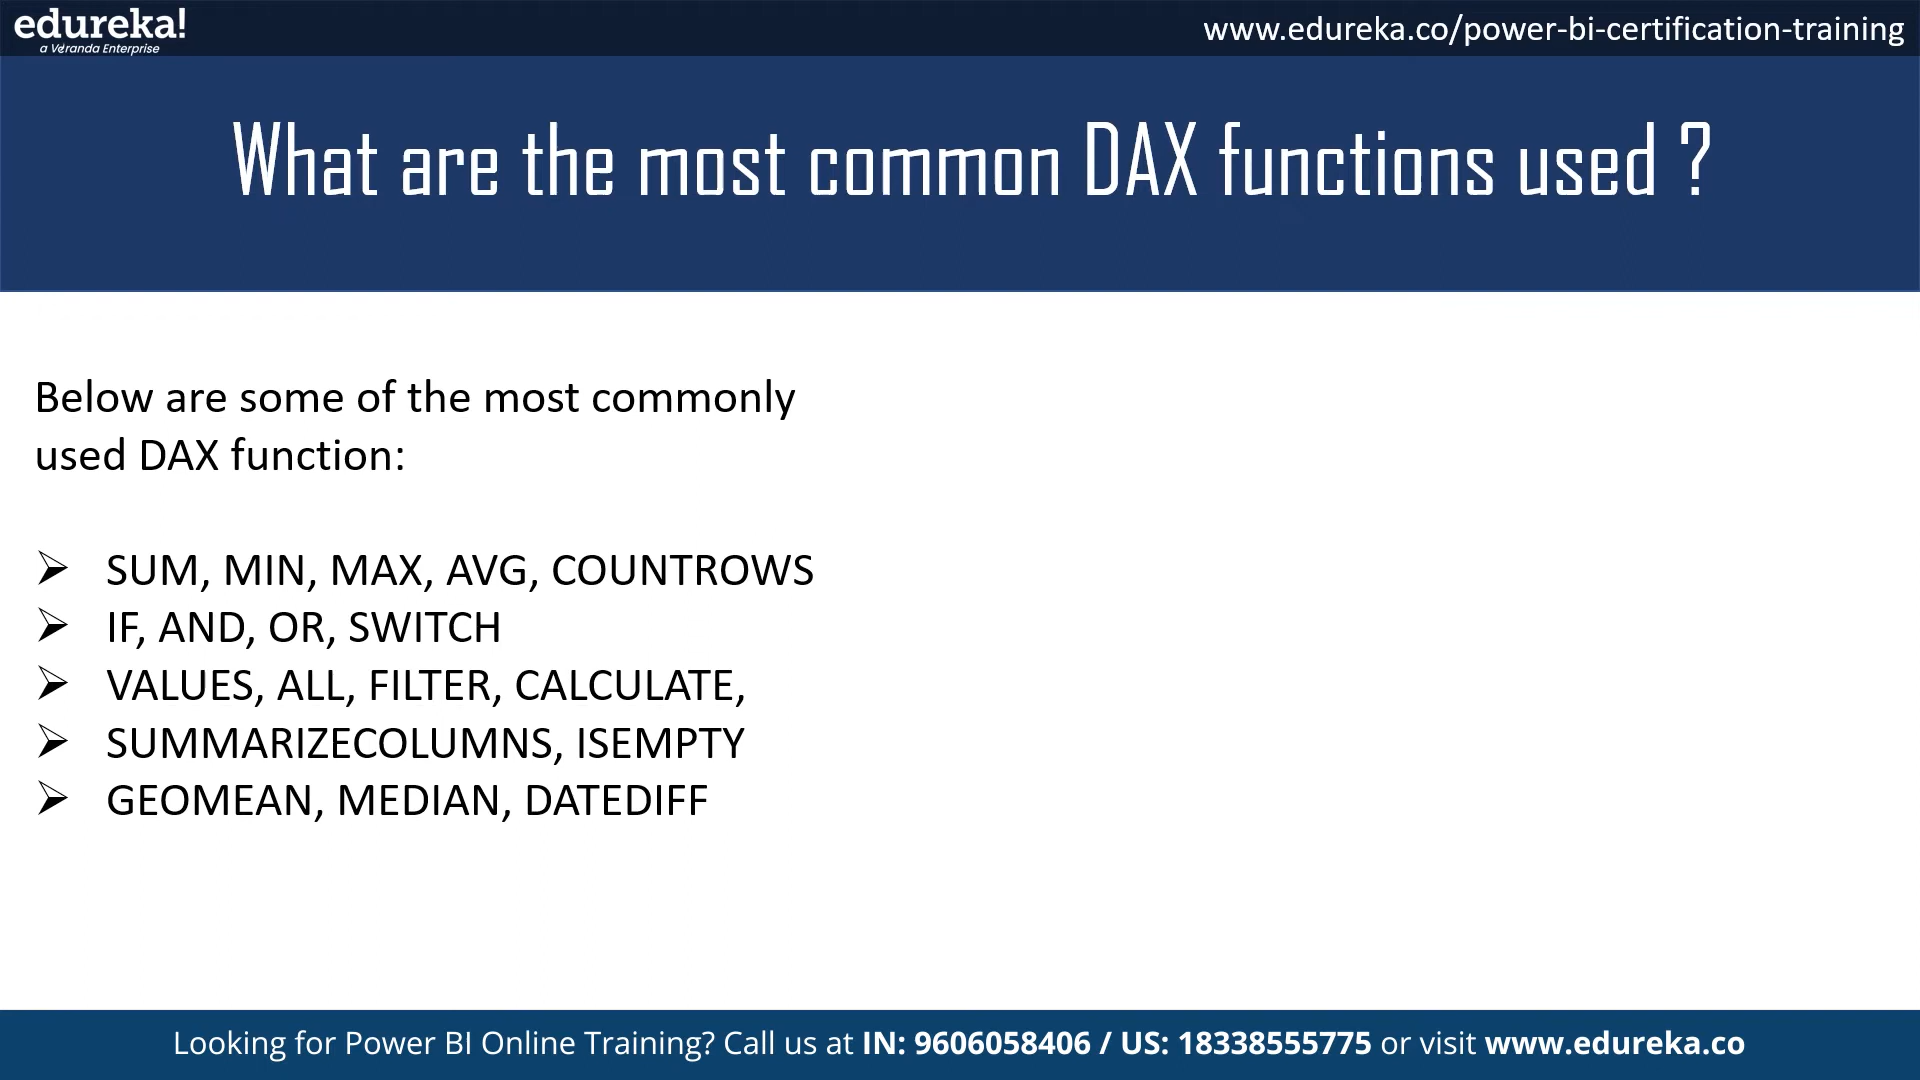 edureka!
a Veranda Enterprise
www.edureka.co/power-bi-certification-training
What are the most common DAX functions used ?
Below are some of the most commonly
used DAX function:
➢ SUM, MIN, MAX, AVG, COUNTROWS
➢ IF, AND, OR, SWITCH
➢ VALUES, ALL, FILTER, CALCULATE,
➢ SUMMARIZECOLUMNS, ISEMPTY
➢ GEOMEAN, MEDIAN, DATEDIFF
Looking for Power BI Online Training? Call us at IN: 9606058406 / US: 18338555775 or visit www.edureka.co